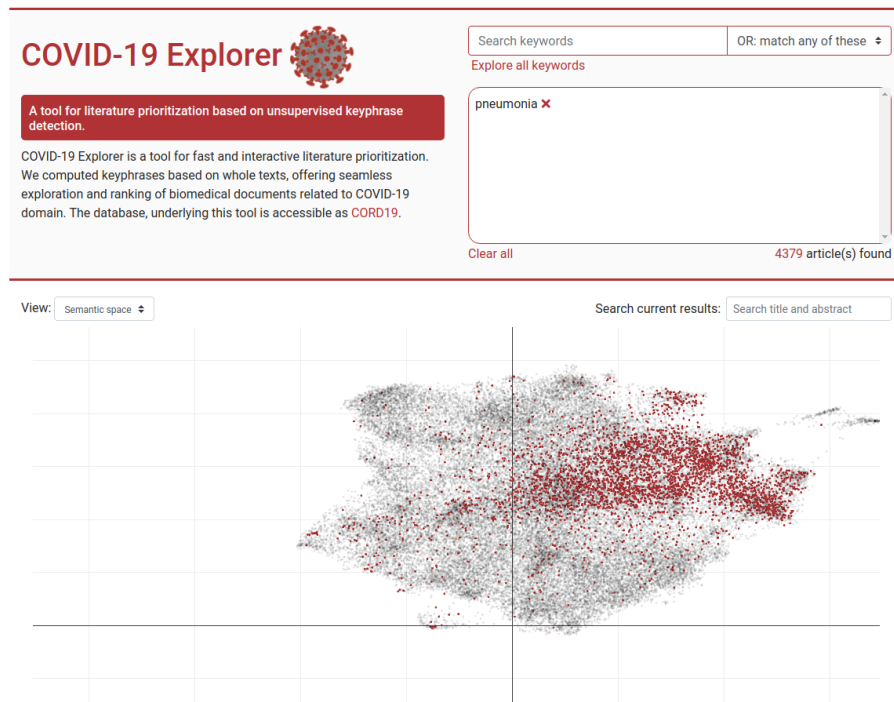 COVID-19 Explorer
A tool for literature prioritization based on unsupervised keyphrase
detection.
COVID-19 Explorer is a tool for fast and interactive literature prioritization.
We computed keyphrases based on whole texts, offering seamless
exploration and ranking of biomedical documents related to COVID-19
domain. The database, underlying this tool is accessible as CORD19.
Search keywords
OR: match any of these
Explore all keywords
pneumonia ×
Clear all
4379 article(s) found
View: Semantic space
Search current results: Search title and abstract